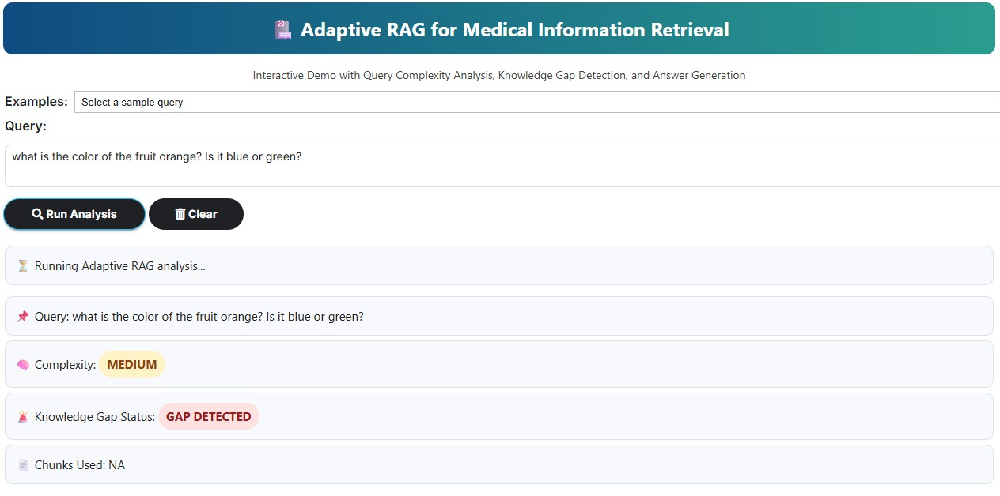 Adaptive RAG for Medical Information Retrieval
Interactive Demo with Query Complexity Analysis, Knowledge Gap Detection, and Answer Generation
Examples: Select a sample query
Query:
what is the color of the fruit orange? Is it blue or green?
Run Analysis Clear
Running Adaptive RAG analysis...
Query: what is the color of the fruit orange? Is it blue or green?
Complexity: MEDIUM
Knowledge Gap Status: GAP DETECTED
Chunks Used: NA